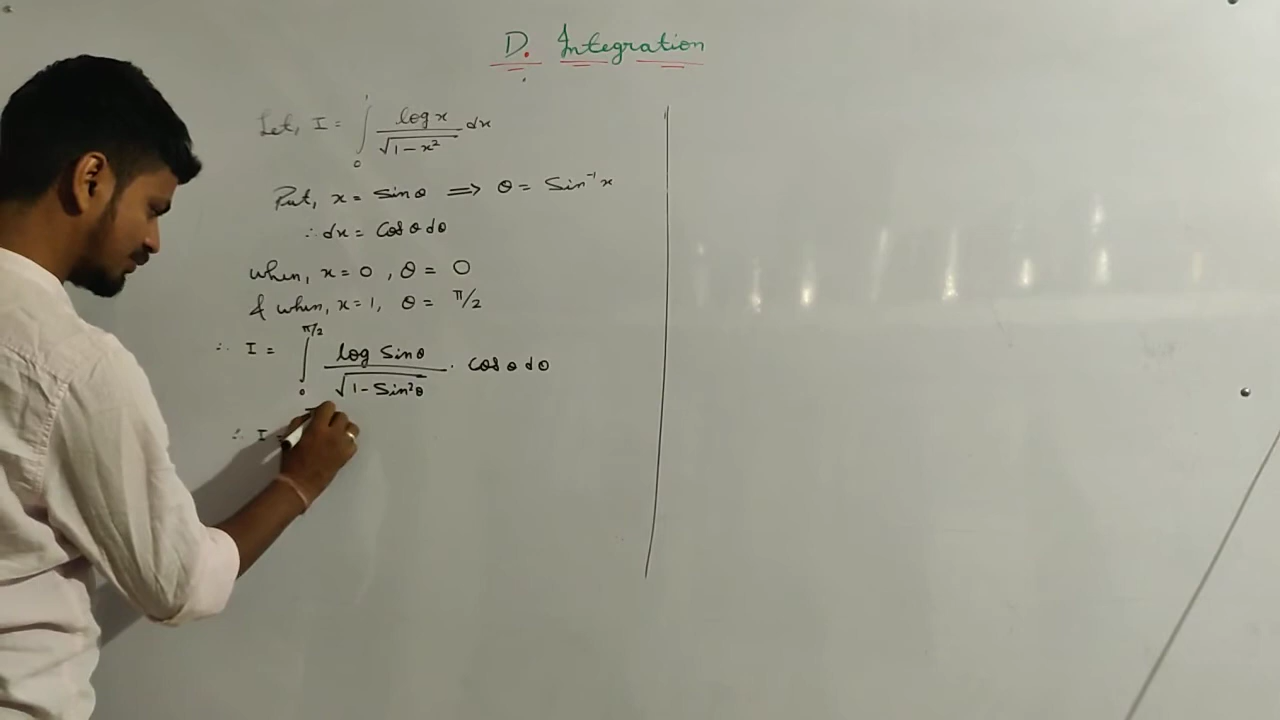 D. Integration
Let, I = ∫₀¹ log x / √(1 - x²) dx
Put, x = Sin θ ⟹ θ = Sin⁻¹ x
∴ dx = Cos θ dθ
when, x = 0, θ = 0
& when, x = 1, θ = π/2
∴ I = ∫₀^(π/2) log Sin θ / √(1 - Sin²θ) . Cos θ dθ
∴ I =